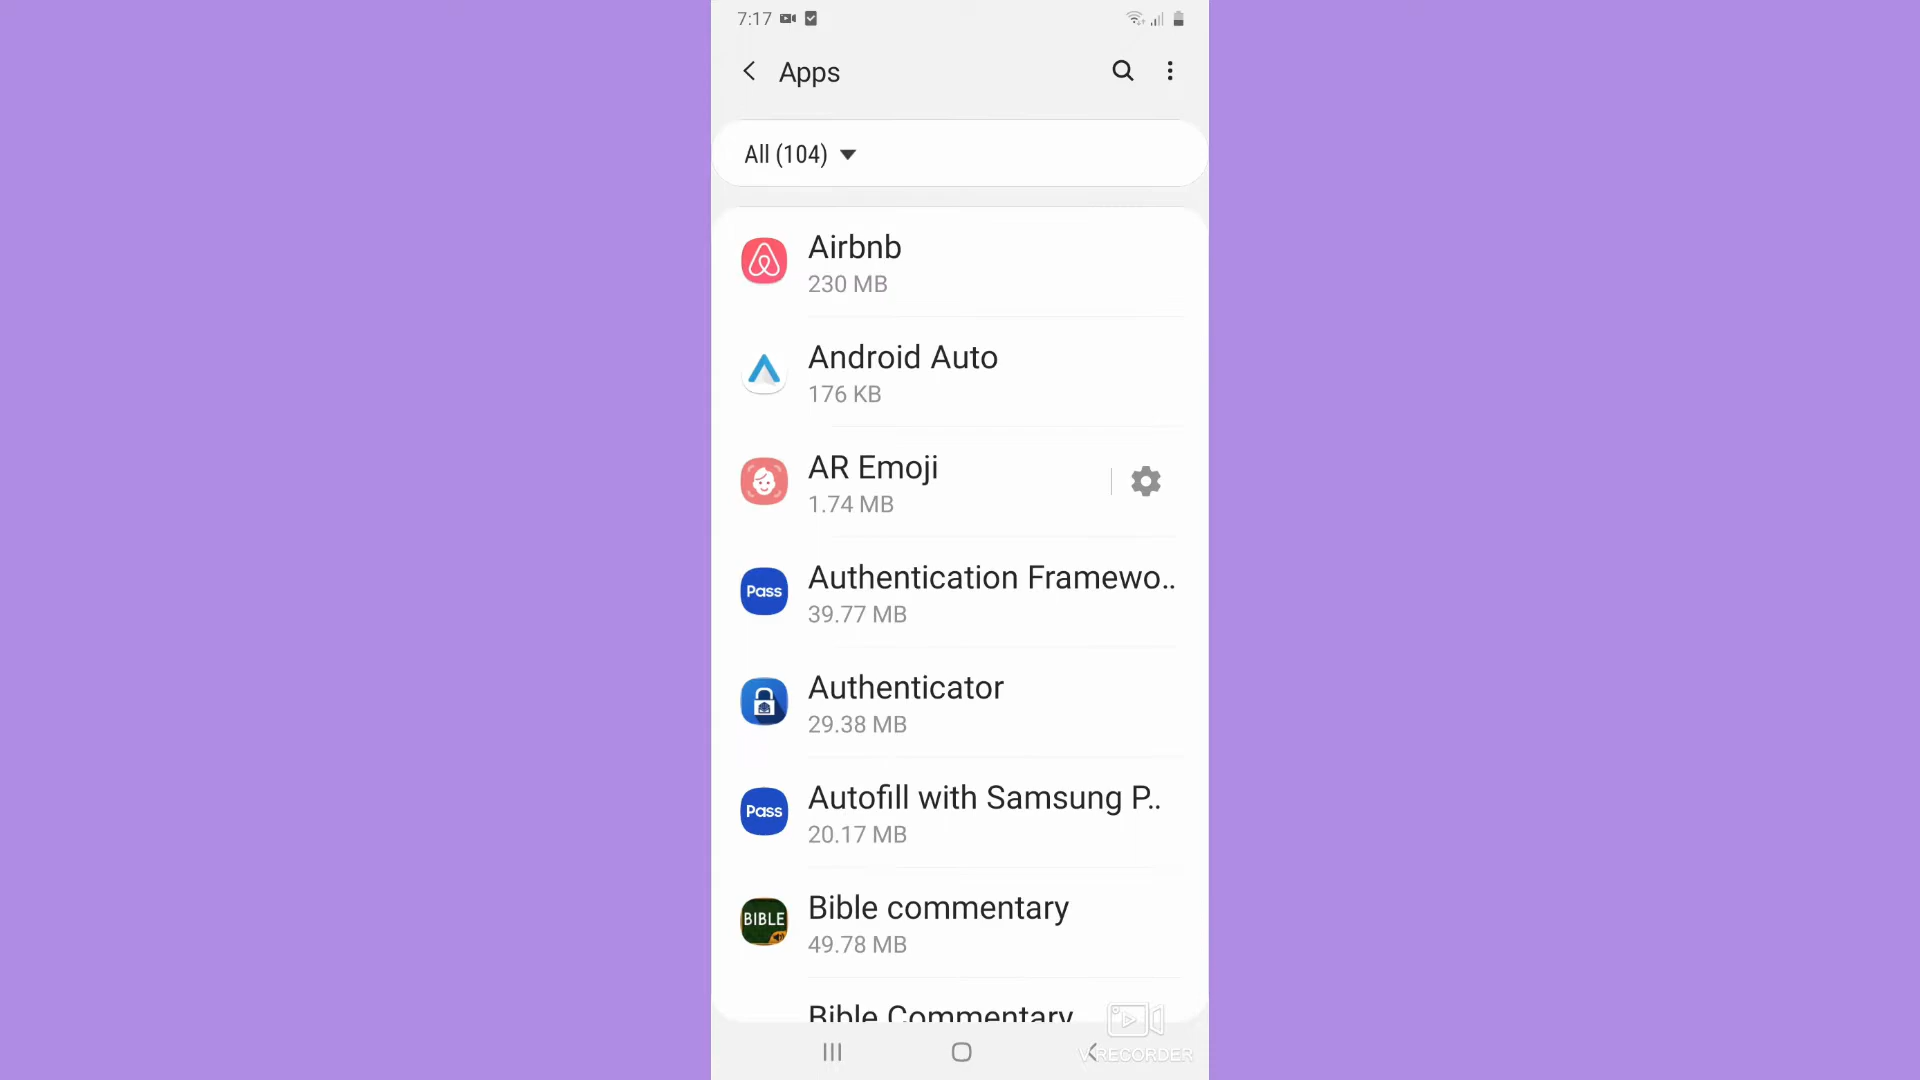 7:17
Apps
All (104)
Airbnb
230 MB
Android Auto
176 KB
AR Emoji
1.74 MB
Pass
Authentication Framewo..
39.77 MB
Authenticator
29.38 MB
Pass
Autofill with Samsung P..
20.17 MB
BIBLE
Bible commentary
49.78 MB
Bible Commentary
V RECORDER